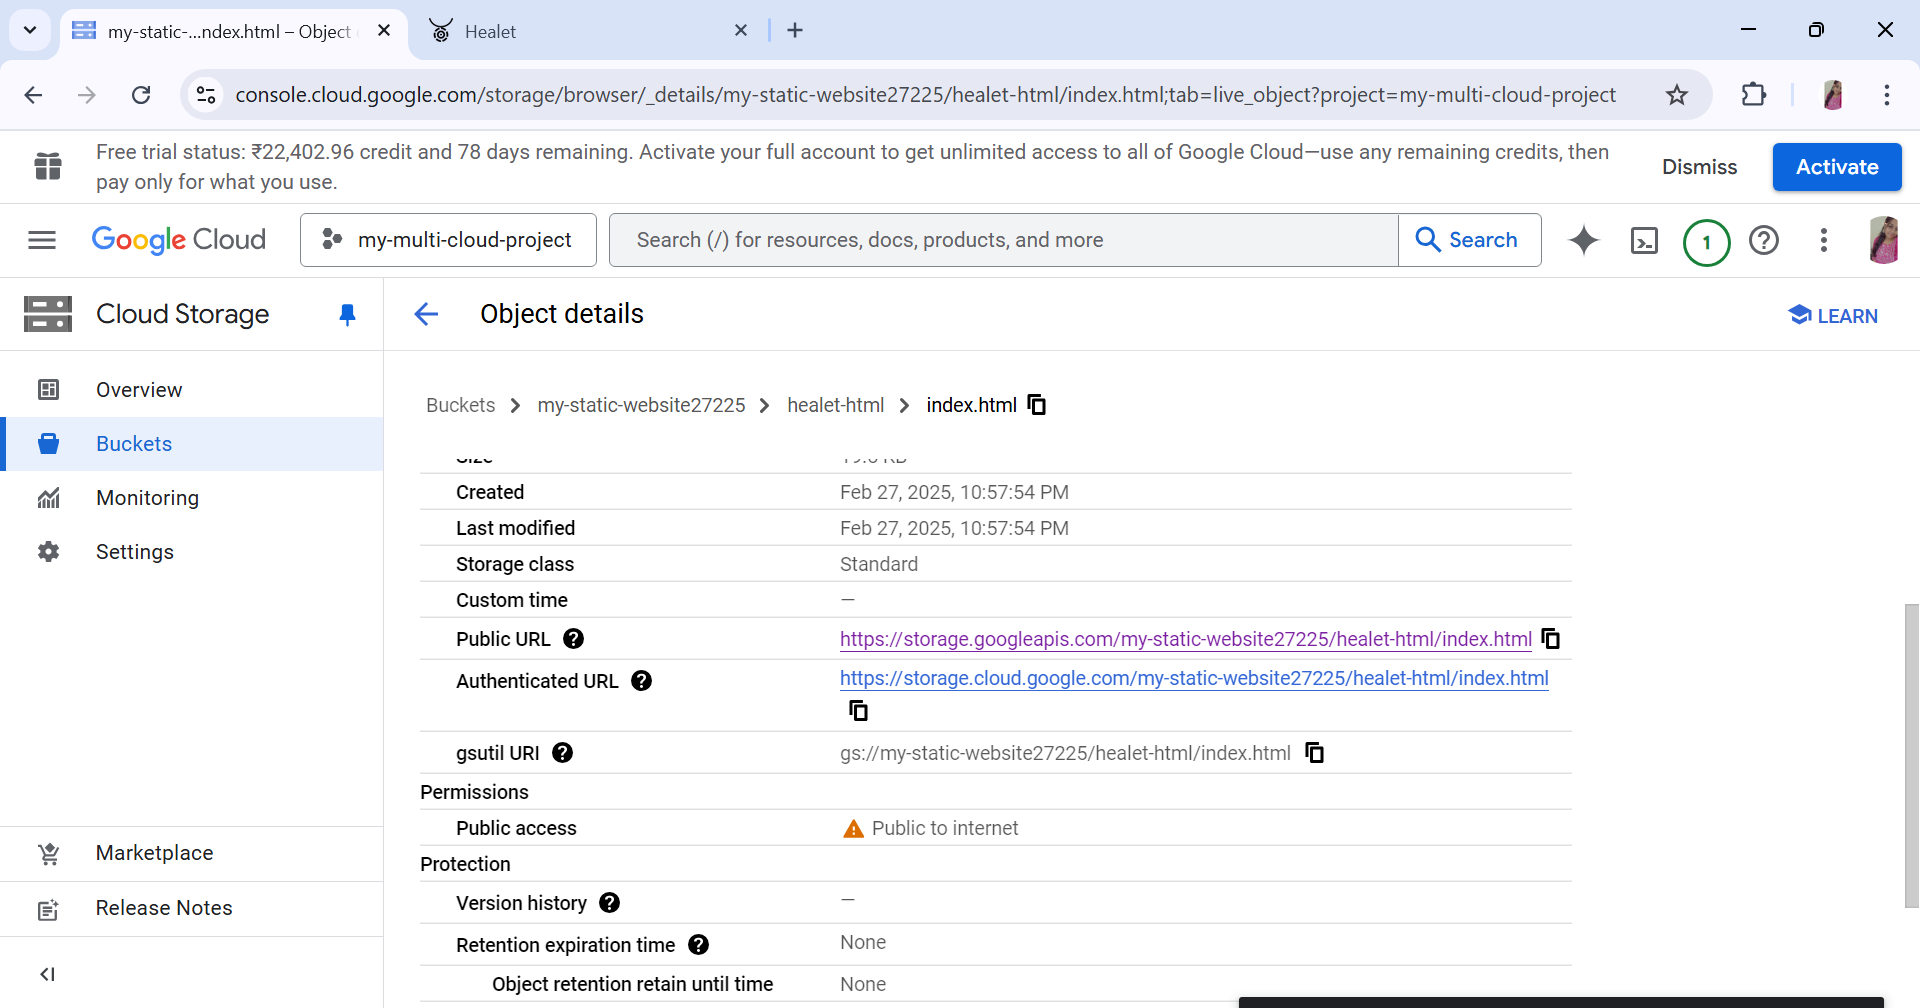 my-static-...ndex.html – Object
Healet
console.cloud.google.com/storage/browser/_details/my-static-website27225/healet-html/index.html;tab=live_object?project=my-multi-cloud-project
Free trial status: ₹22,402.96 credit and 78 days remaining. Activate your full account to get unlimited access to all of Google Cloud—use any remaining credits, then
pay only for what you use.
Dismiss
Activate
Google Cloud
my-multi-cloud-project
Search (/) for resources, docs, products, and more
Search
1
Cloud Storage
Object details
LEARN
Overview
Buckets
Monitoring
Settings
Marketplace
Release Notes
Buckets > my-static-website27225 > healet-html > index.html
Created Feb 27, 2025, 10:57:54 PM
Last modified Feb 27, 2025, 10:57:54 PM
Storage class Standard
Custom time —
Public URL https://storage.googleapis.com/my-static-website27225/healet-html/index.html
Authenticated URL https://storage.cloud.google.com/my-static-website27225/healet-html/index.html
gsutil URI gs://my-static-website27225/healet-html/index.html
Permissions
Public access Public to internet
Protection
Version history —
Retention expiration time None
Object retention retain until time None